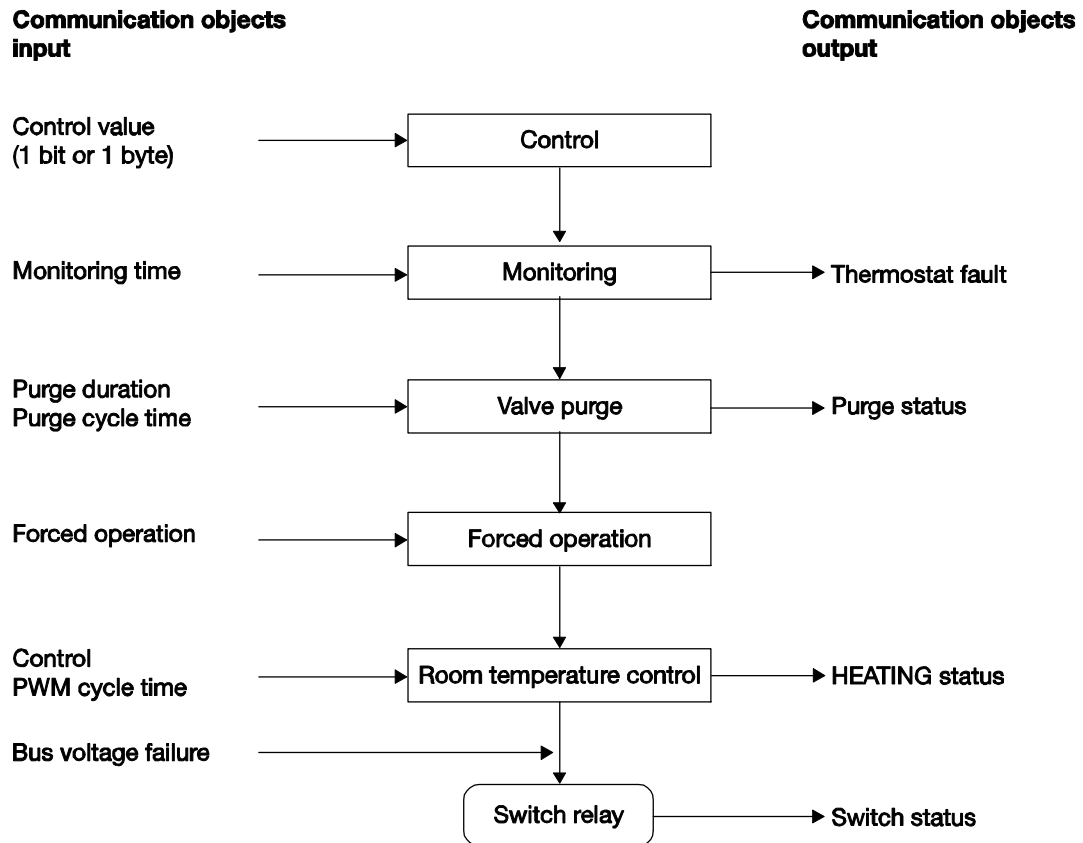 Communication objects
input
Communication objects
output
Control value
(1 bit or 1 byte)
Control
Monitoring time
Monitoring
Thermostat fault
Purge duration
Purge cycle time
Valve purge
Purge status
Forced operation
Forced operation
Control
PWM cycle time
Room temperature control
HEATING status
Bus voltage failure
Switch relay
Switch status